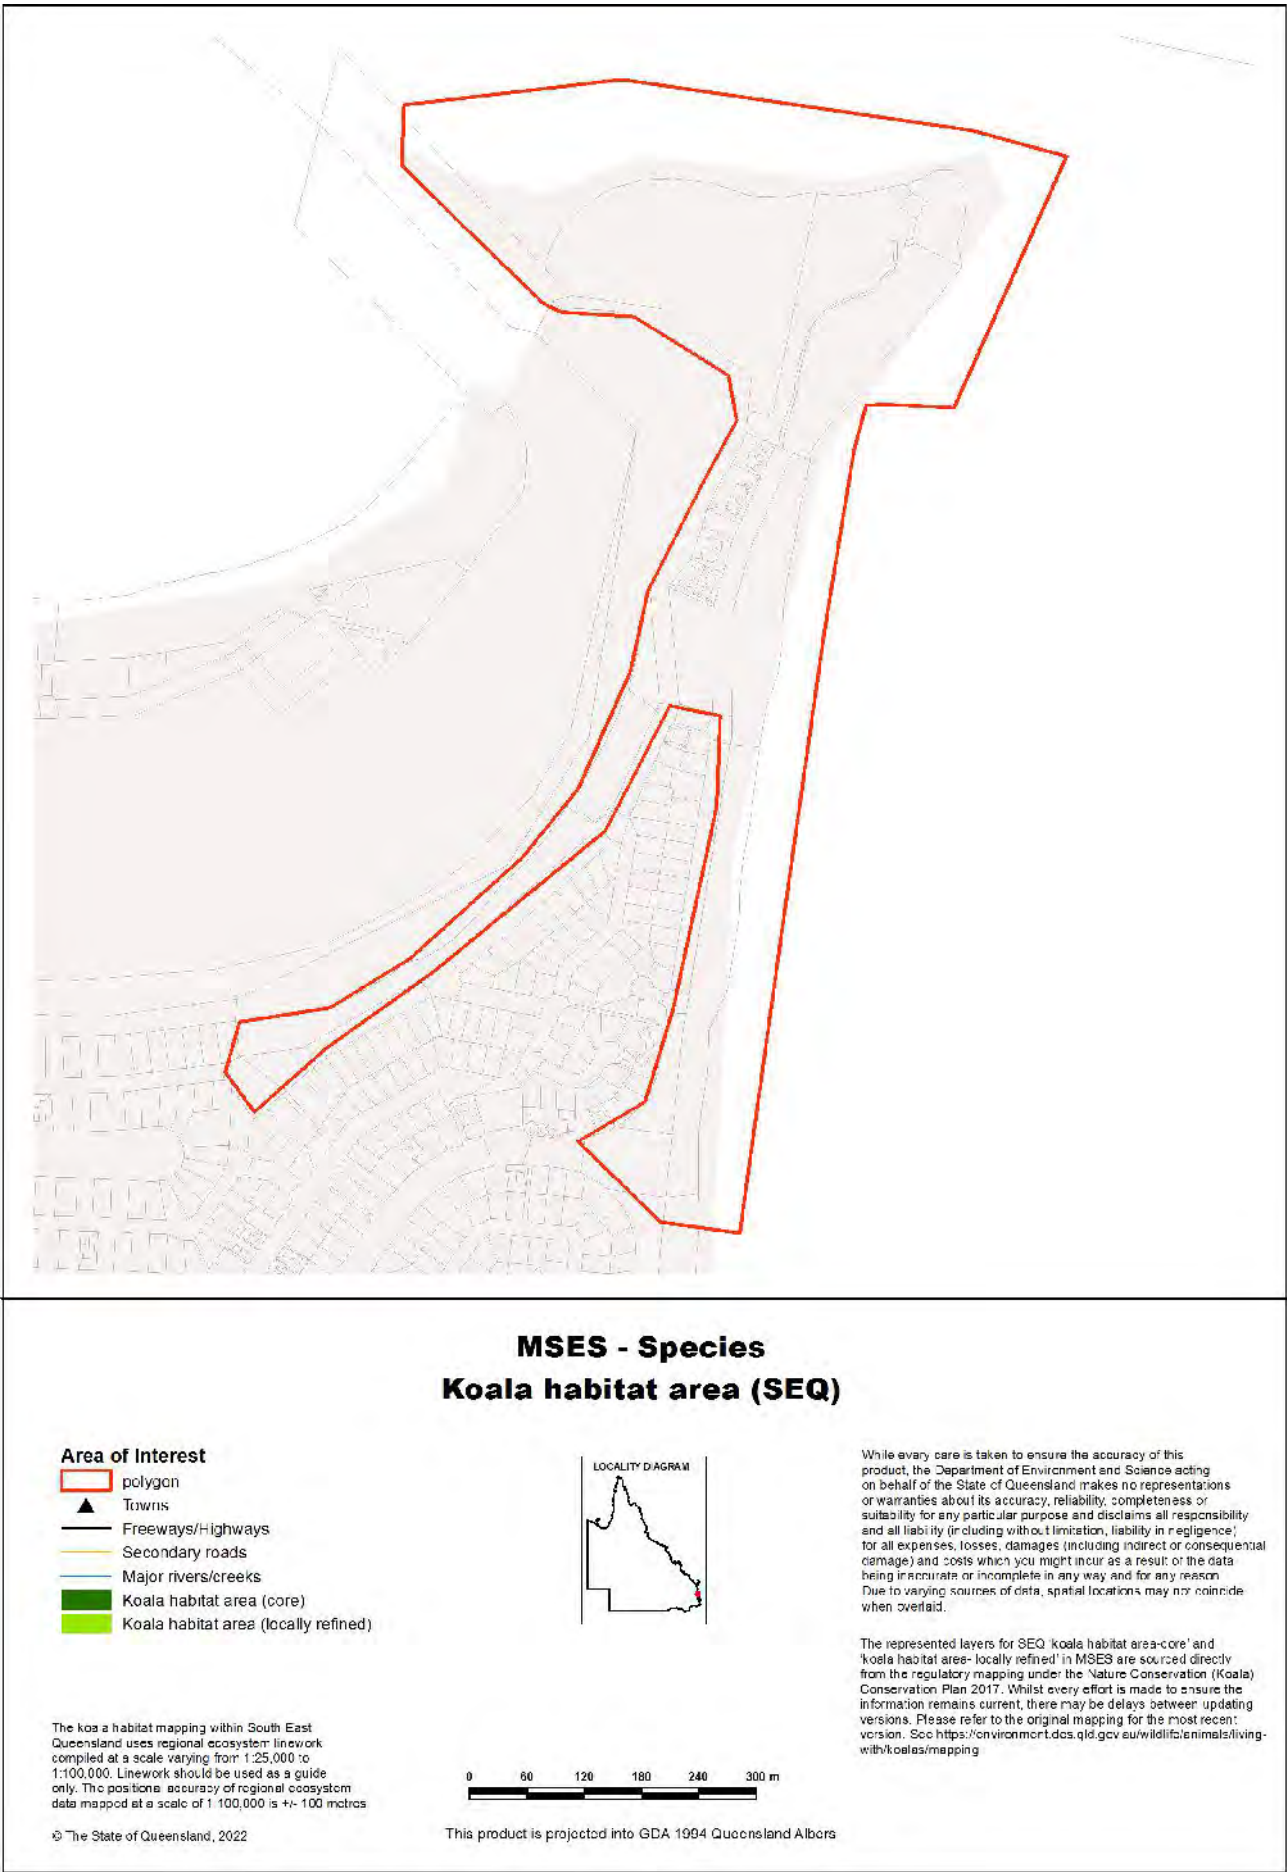 MSES - Species
Koala habitat area (SEQ)
Area of Interest
polygon
Towns
Freeways/Highways
Secondary roads
Major rivers/creeks
Koala habitat area (core)
Koala habitat area (locally refined)
The koala habitat mapping within South East
Queensland uses regional ecosystem linework
compiled at a scale varying from 1:25,000 to
1:100,000. Linework should be used as a guide
only. The positional accuracy of regional ecosystem
data mapped at a scale of 1:100,000 is +/- 100 metres
© The State of Queensland, 2022
LOCALITY DIAGRAM
0 60 120 180 240 300 m
This product is projected into GDA 1994 Queensland Albers
While every care is taken to ensure the accuracy of this
product, the Department of Environment and Science acting
on behalf of the State of Queensland makes no representations
or warranties about its accuracy, reliability, completeness or
suitability for any particular purpose and disclaims all responsibility
and all liability (including without limitation, liability in negligence)
for all expenses, losses, damages (including indirect or consequential
damage) and costs which you might incur as a result of the data
being inaccurate or incomplete in any way and for any reason.
Due to varying sources of data, spatial locations may not coincide
when overlaid.
The represented layers for SEQ 'koala habitat area-core' and
'koala habitat area- locally refined' in MSES are sourced directly
from the regulatory mapping under the Nature Conservation (Koala)
Conservation Plan 2017. Whilst every effort is made to ensure the
information remains current, there may be delays between updating
versions. Please refer to the original mapping for the most recent
version. See https://environment.des.qld.gov.au/wildlife/animals/living-
with/koalas/mapping